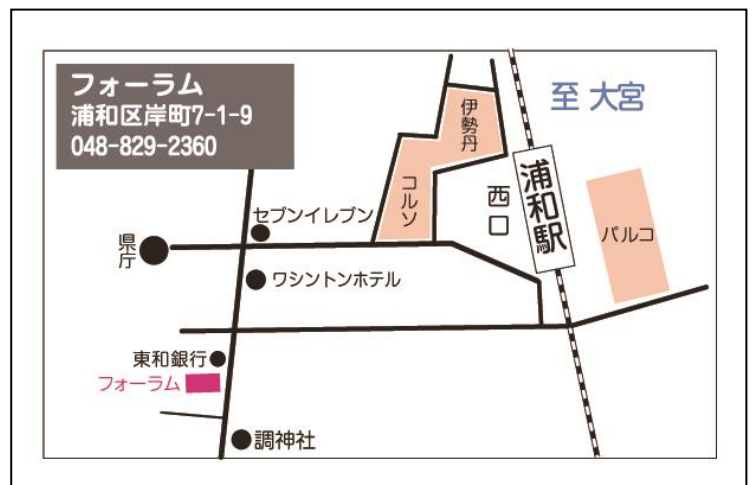 フォーラム
浦和区岸町7-1-9
048-829-2360
至 大宮
伊勢丹
コルソ
西口
浦和駅
パルコ
セブンイレブン
県庁
ワシントンホテル
東和銀行
フォーラム
調神社